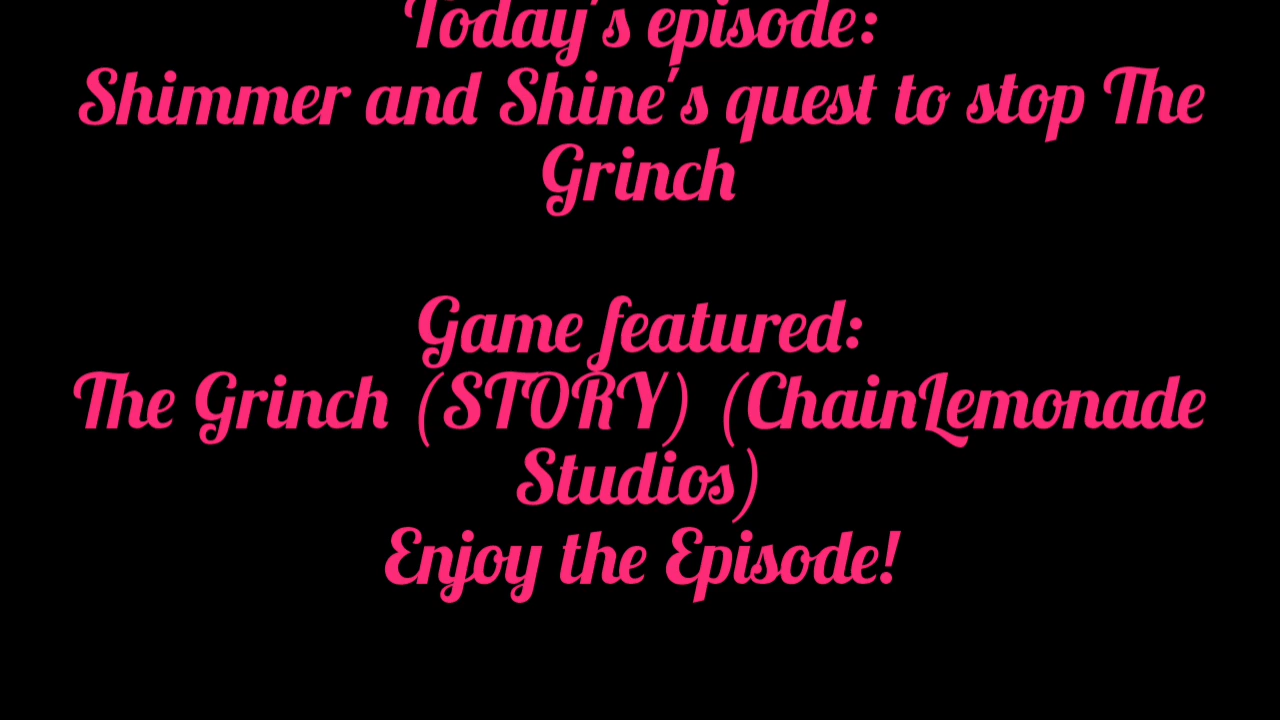 Today's episode:
Shimmer and Shine's quest to stop The
Grinch
Game featured:
The Grinch (STORY) (ChainLemonade
Studios)
Enjoy the Episode!